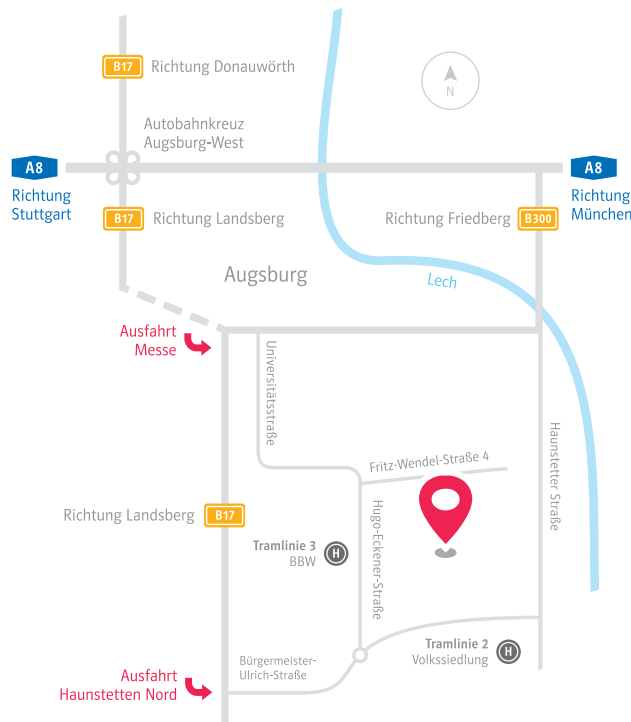 B17 Richtung Donauwörth
N
Autobahnkreuz
Augsburg-West
A8
Richtung
Stuttgart
A8
Richtung
München
B17 Richtung Landsberg
Richtung Friedberg B300
Augsburg
Lech
Ausfahrt
Messe
Universitätsstraße
Haunstetter Straße
Fritz-Wendel-Straße 4
Richtung Landsberg B17
Hugo-Eckener-Straße
Tramlinie 3 H
BBW
Tramlinie 2 H
Volkssiedlung
Bürgermeister-
Ulrich-Straße
Ausfahrt
Haunstetten Nord